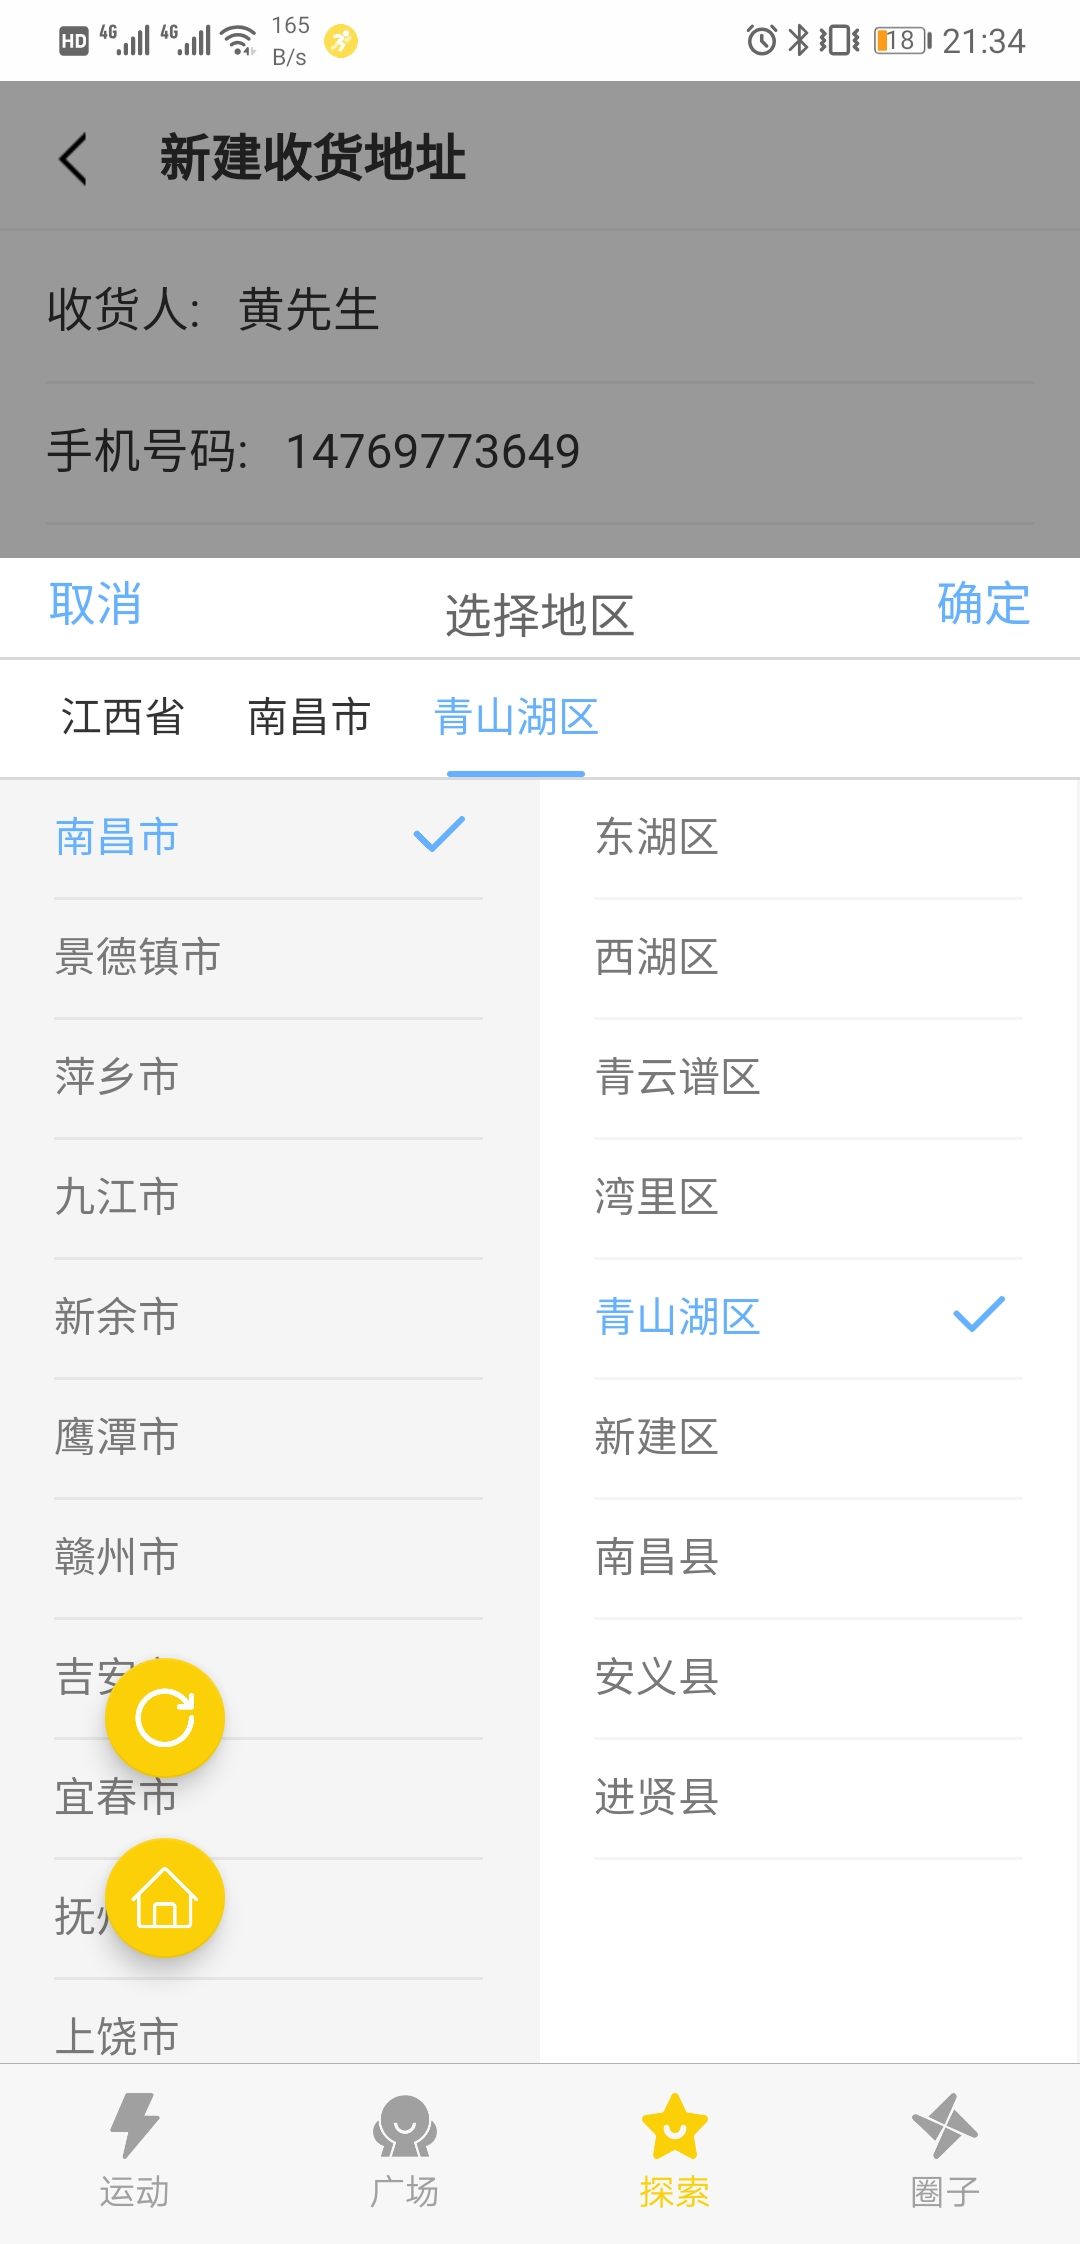 HD 4G 4G 165 B/s 18 21:34
新建收货地址
收货人: 黄先生
手机号码: 14769773649
取消 选择地区 确定
江西省 南昌市 青山湖区
南昌市 东湖区
景德镇市 西湖区
萍乡市 青云谱区
九江市 湾里区
新余市 青山湖区
鹰潭市 新建区
赣州市 南昌县
吉安 安义县
宜春市 进贤县
抚
上饶市
运动 广场 探索 圈子